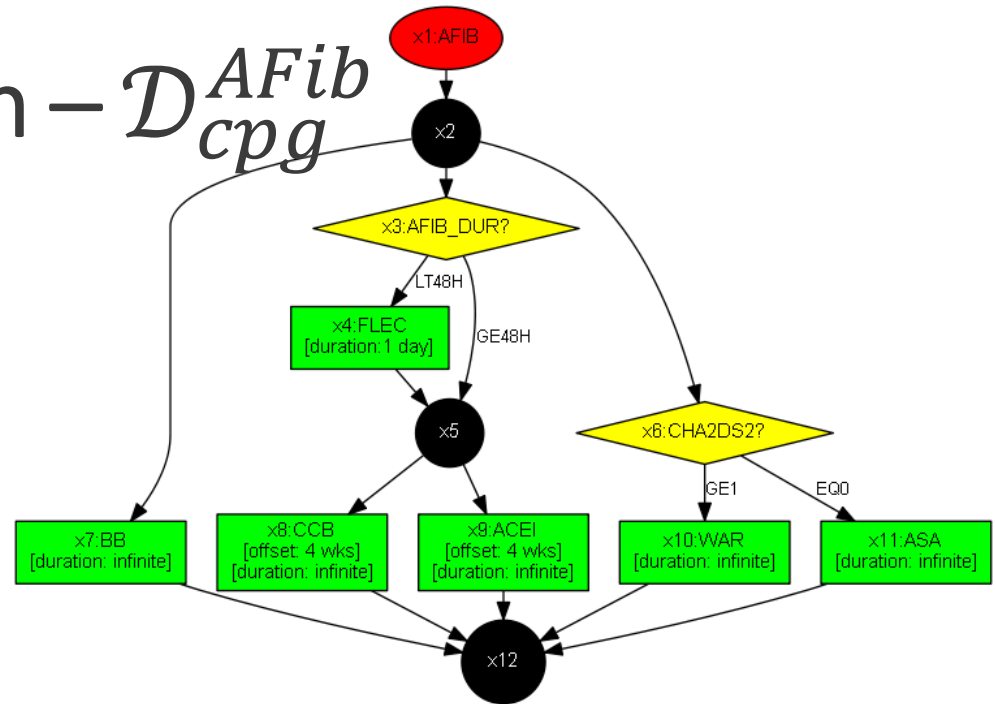 x1:AFIB
n – 𝒟 AFib cpg
x2
x3:AFIB_DUR?
LT48H
x4:FLEC
[duration:1 day]
GE48H
x5
x6:CHA2DS2?
GE1
EQ0
x7:BB
[duration: infinite]
x8:CCB
[offset: 4 wks]
[duration: infinite]
x9:ACEI
[offset: 4 wks]
[duration: infinite]
x10:WAR
[duration: infinite]
x11:ASA
[duration: infinite]
x12